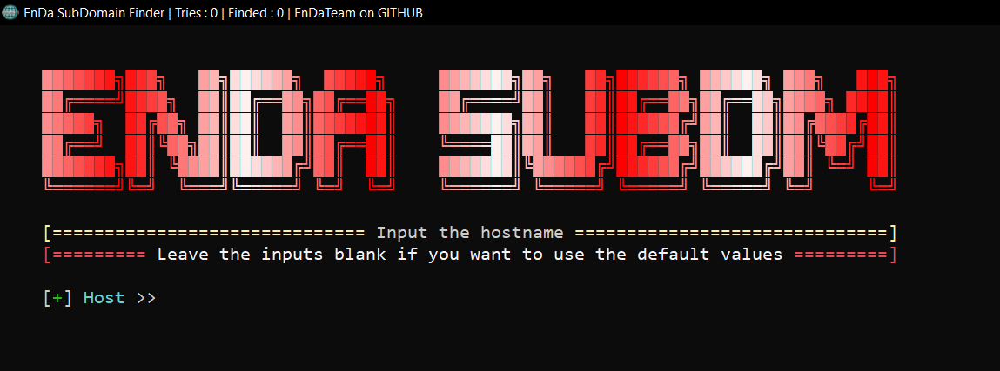 EnDa SubDomain Finder | Tries : 0 | Finded : 0 | EnDaTeam on GITHUB
ENDA SUBDM
[============================== Input the hostname ==============================]
[========= Leave the inputs blank if you want to use the default values =========]
[+] Host >>